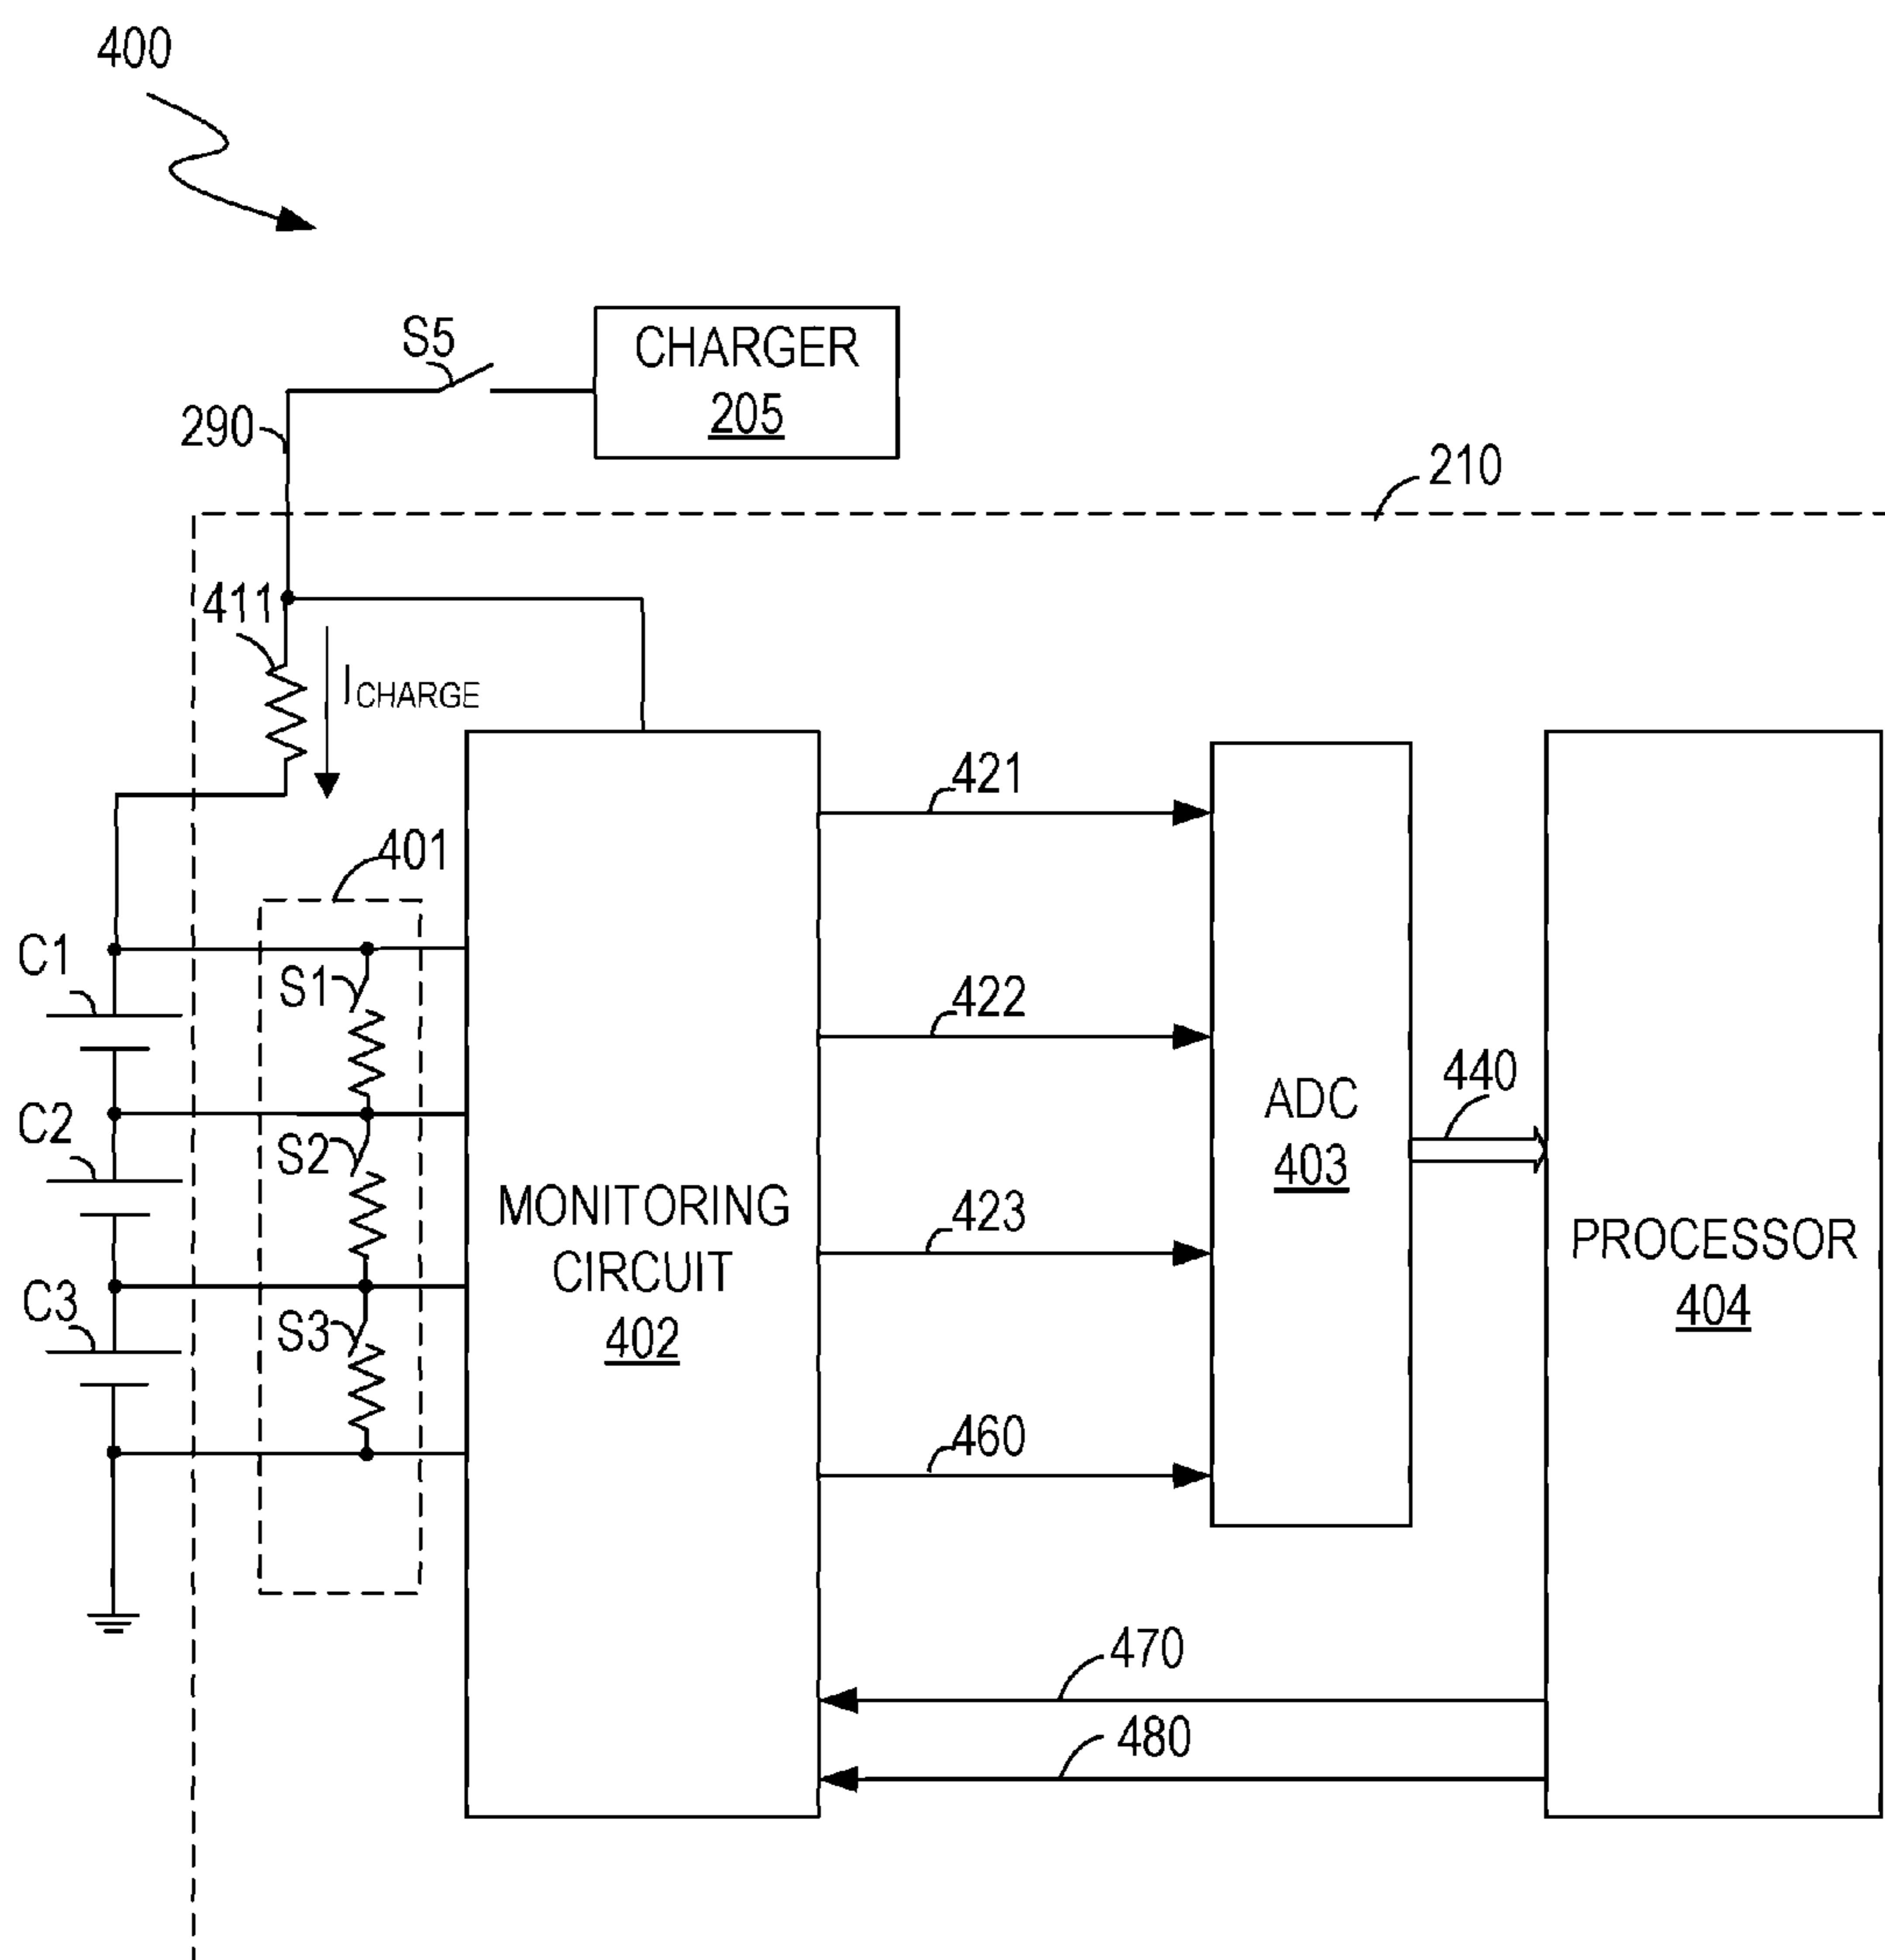 400
S5
CHARGER
205
290
210
411
ICHARGE
421
401
C1
S1
422
ADC
403
440
C2
S2
MONITORING
CIRCUIT
402
423
PROCESSOR
404
C3
S3
460
470
480